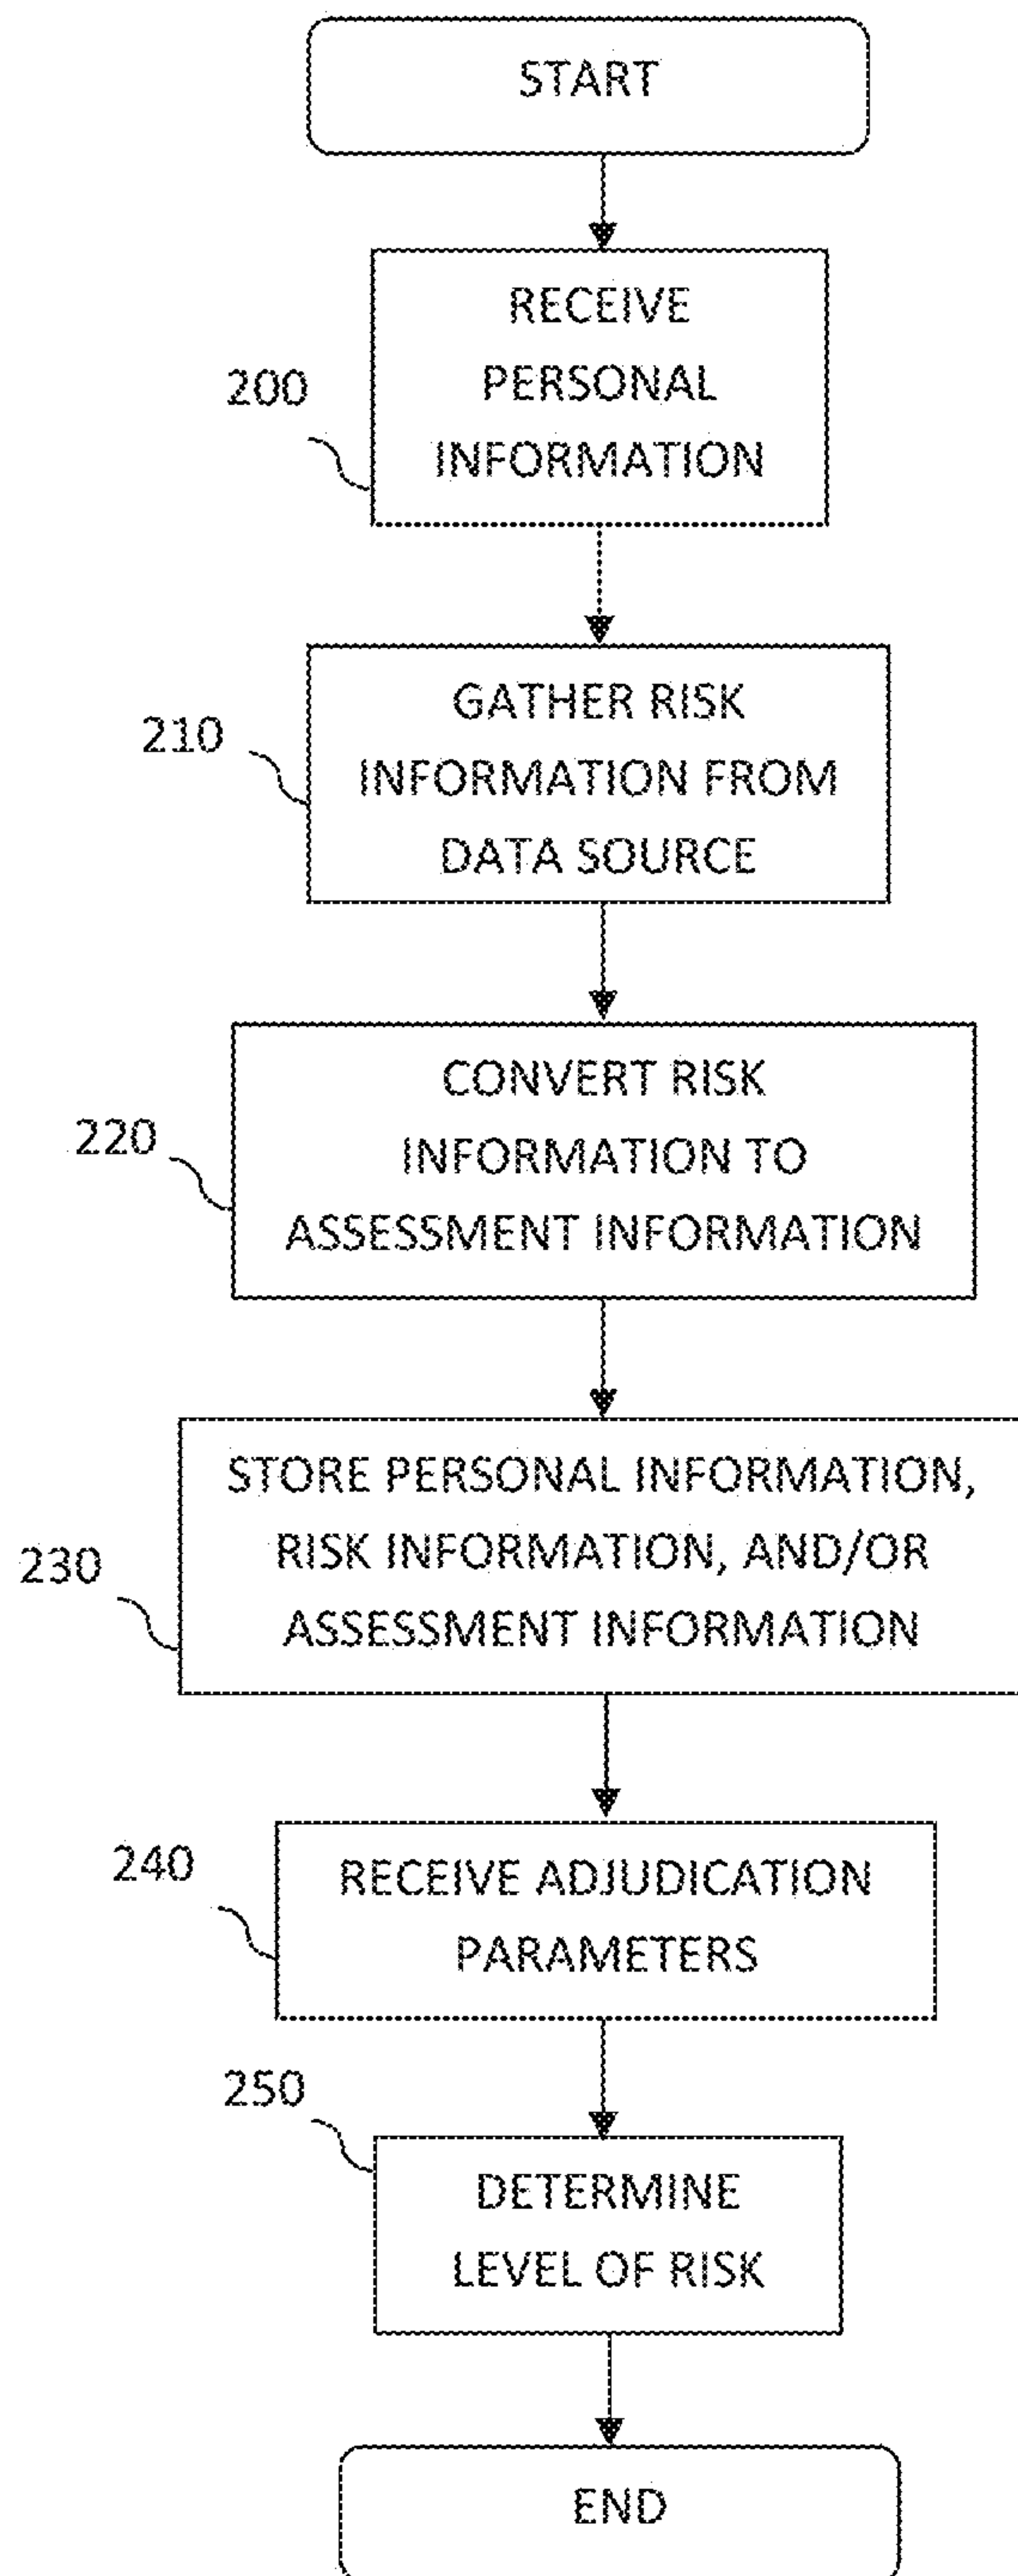 START
RECEIVE
PERSONAL
INFORMATION
200
GATHER RISK
INFORMATION FROM
DATA SOURCE
210
CONVERT RISK
INFORMATION TO
ASSESSMENT INFORMATION
220
STORE PERSONAL INFORMATION,
RISK INFORMATION, AND/OR
ASSESSMENT INFORMATION
230
RECEIVE ADJUDICATION
PARAMETERS
240
250
DETERMINE
LEVEL OF RISK
END